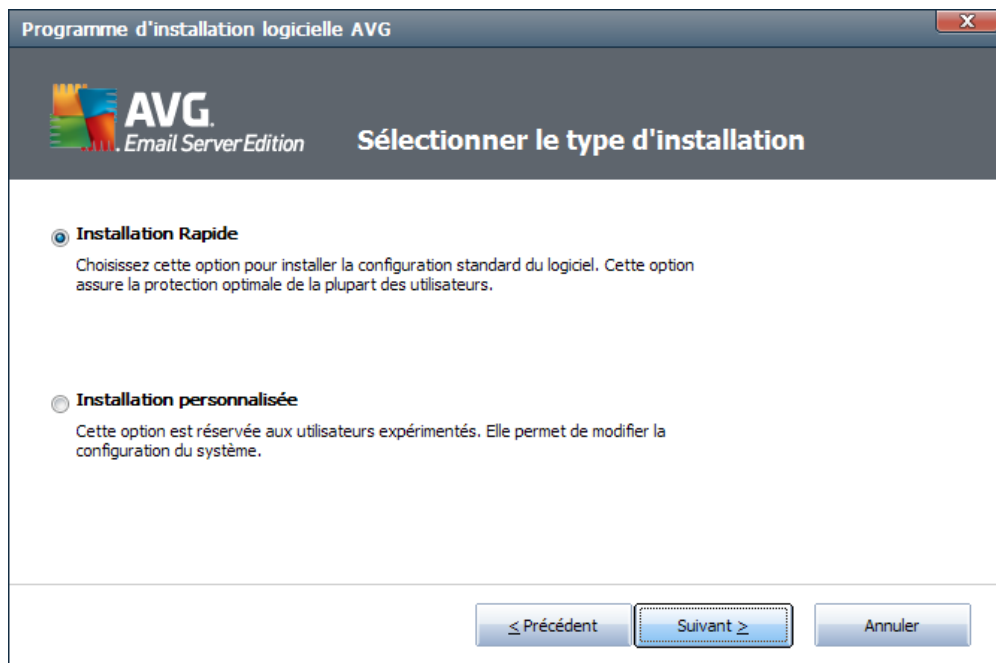 Programme d'installation logicielle AVG
X
AVG.
Email Server Edition
Sélectionner le type d'installation
Installation Rapide
Choisissez cette option pour installer la configuration standard du logiciel. Cette option
assure la protection optimale de la plupart des utilisateurs.
Installation personnalisée
Cette option est réservée aux utilisateurs expérimentés. Elle permet de modifier la
configuration du système.
< Précédent
Suivant >
Annuler